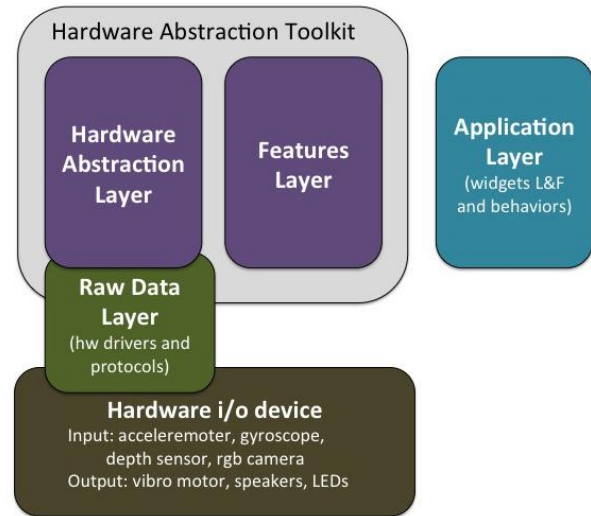 Hardware Abstraction Toolkit
Hardware
Abstraction
Layer
Features
Layer
Application
Layer
(widgets L&F
and behaviors)
Raw Data
Layer
(hw drivers and
protocols)
Hardware i/o device
Input: acceleremoter, gyroscope,
depth sensor, rgb camera
Output: vibro motor, speakers, LEDs